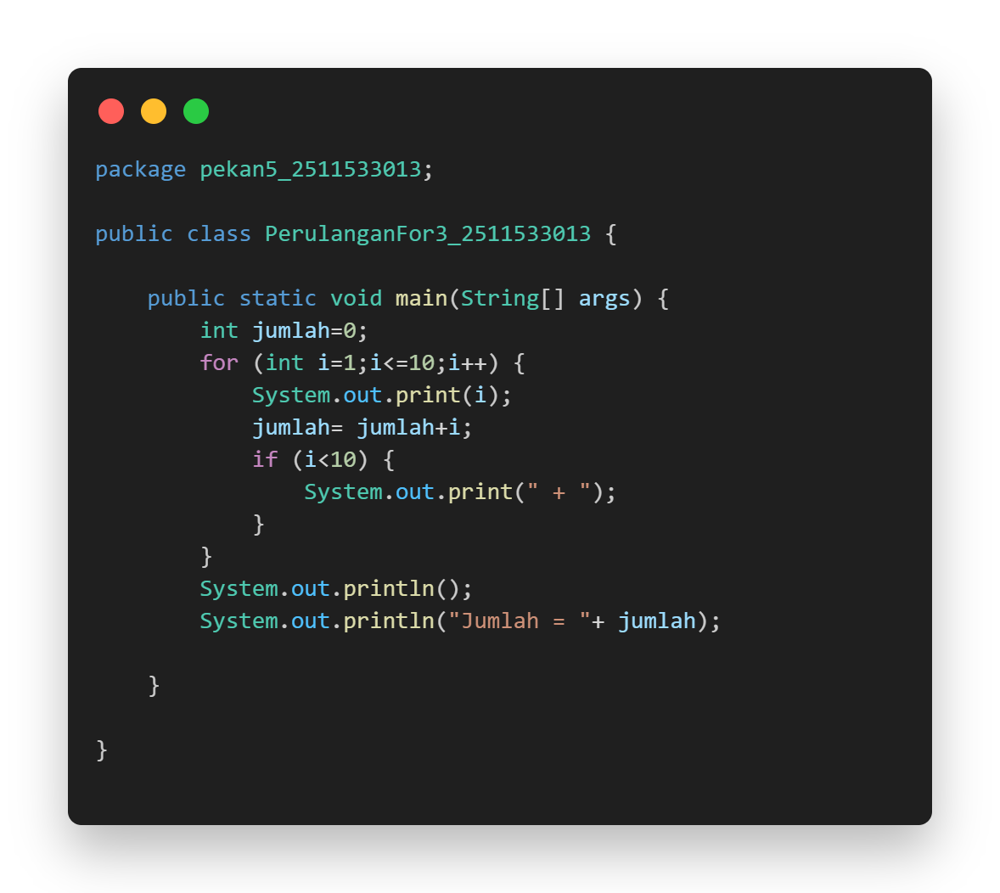 package pekan5_2511533013;
public class PerulanganFor3_2511533013 {
public static void main(String[] args) {
int jumlah=0;
for (int i=1;i<=10;i++) {
System.out.print(i);
jumlah= jumlah+i;
if (i<10) {
System.out.print(" + ");
}
}
System.out.println();
System.out.println("Jumlah = "+ jumlah);
}
}